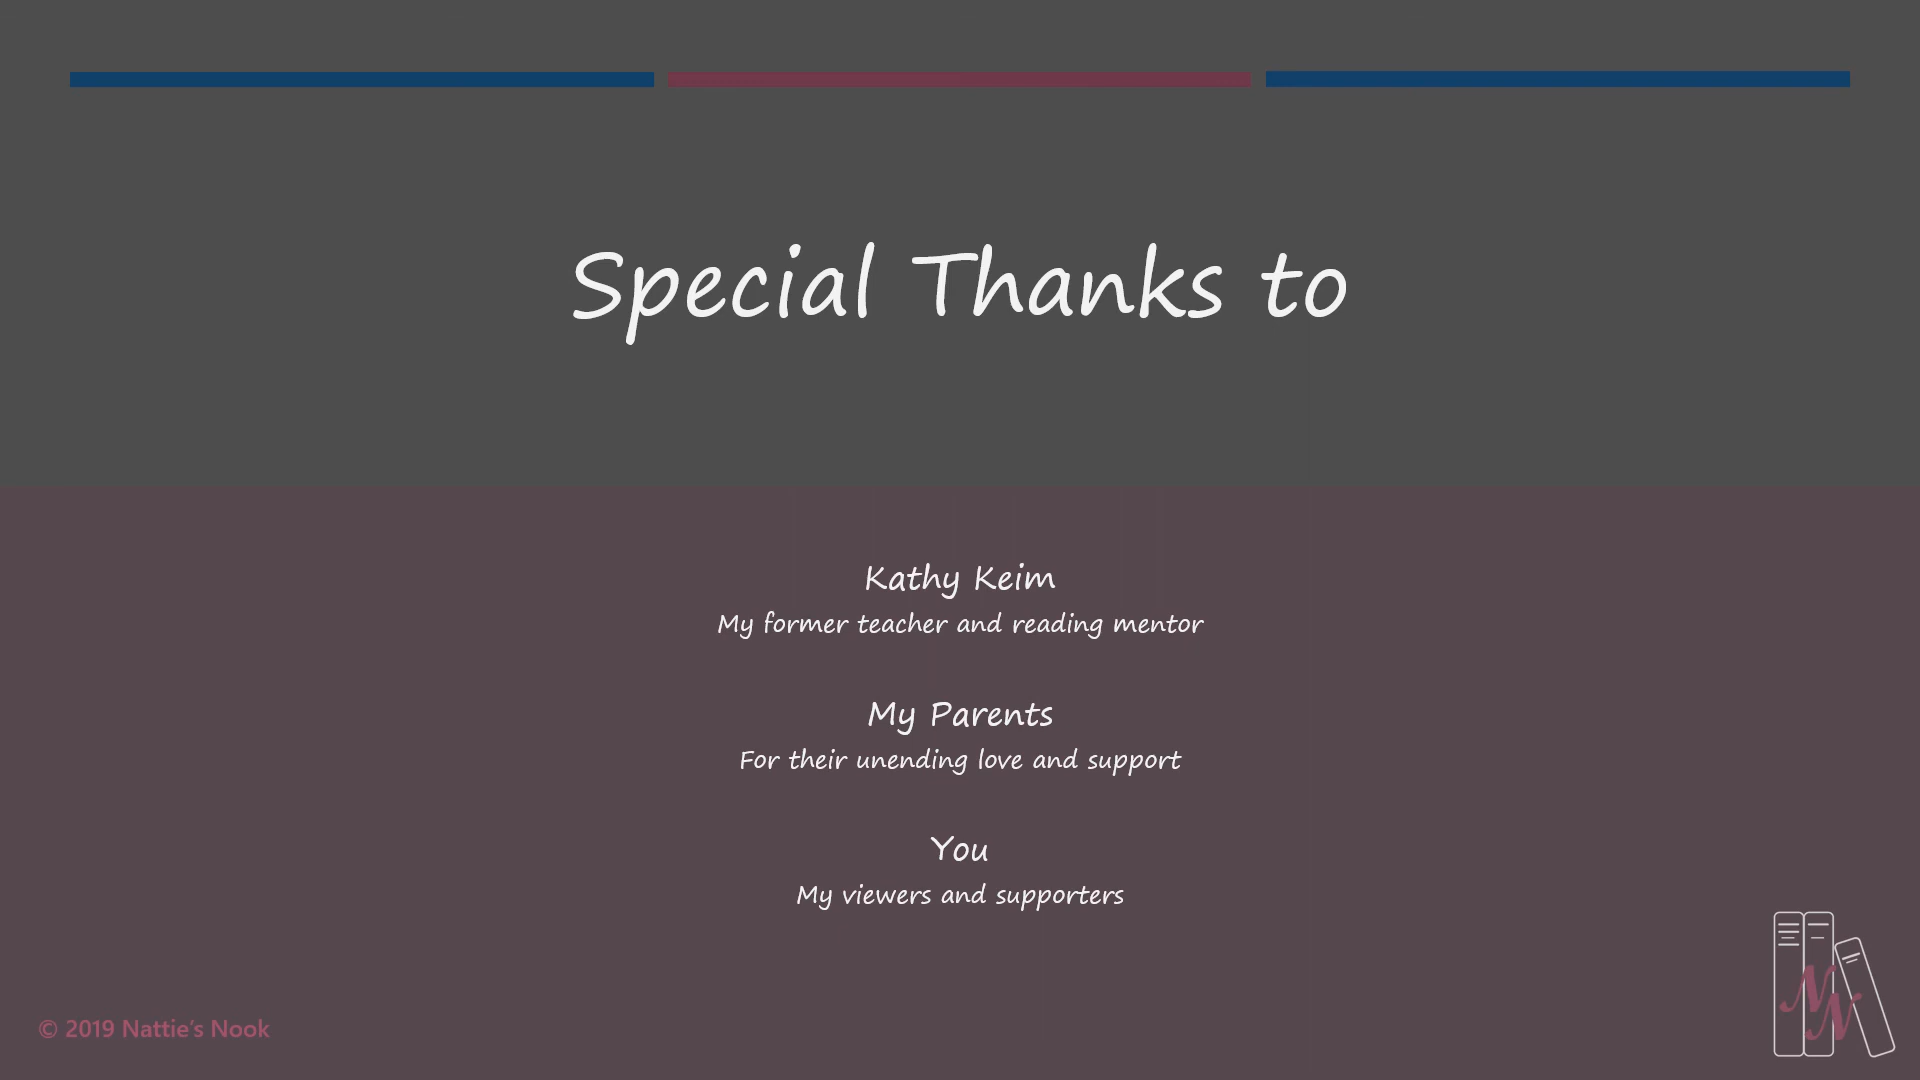 Special Thanks to
Kathy Keim
My former teacher and reading mentor
My Parents
For their unending love and support
You
My viewers and supporters
© 2019 Nattie's Nook
NN